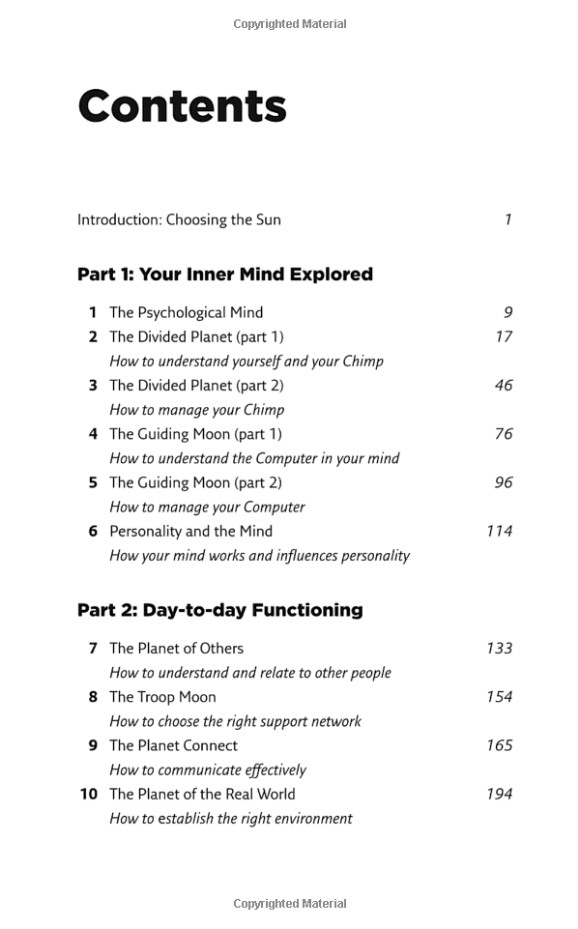 Copyrighted Material
Contents
Introduction: Choosing the Sun 1
Part 1: Your Inner Mind Explored
1 The Psychological Mind 9
2 The Divided Planet (part 1) 17
How to understand yourself and your Chimp
3 The Divided Planet (part 2) 46
How to manage your Chimp
4 The Guiding Moon (part 1) 76
How to understand the Computer in your mind
5 The Guiding Moon (part 2) 96
How to manage your Computer
6 Personality and the Mind 114
How your mind works and influences personality
Part 2: Day-to-day Functioning
7 The Planet of Others 133
How to understand and relate to other people
8 The Troop Moon 154
How to choose the right support network
9 The Planet Connect 165
How to communicate effectively
10 The Planet of the Real World 194
How to establish the right environment
Copyrighted Material